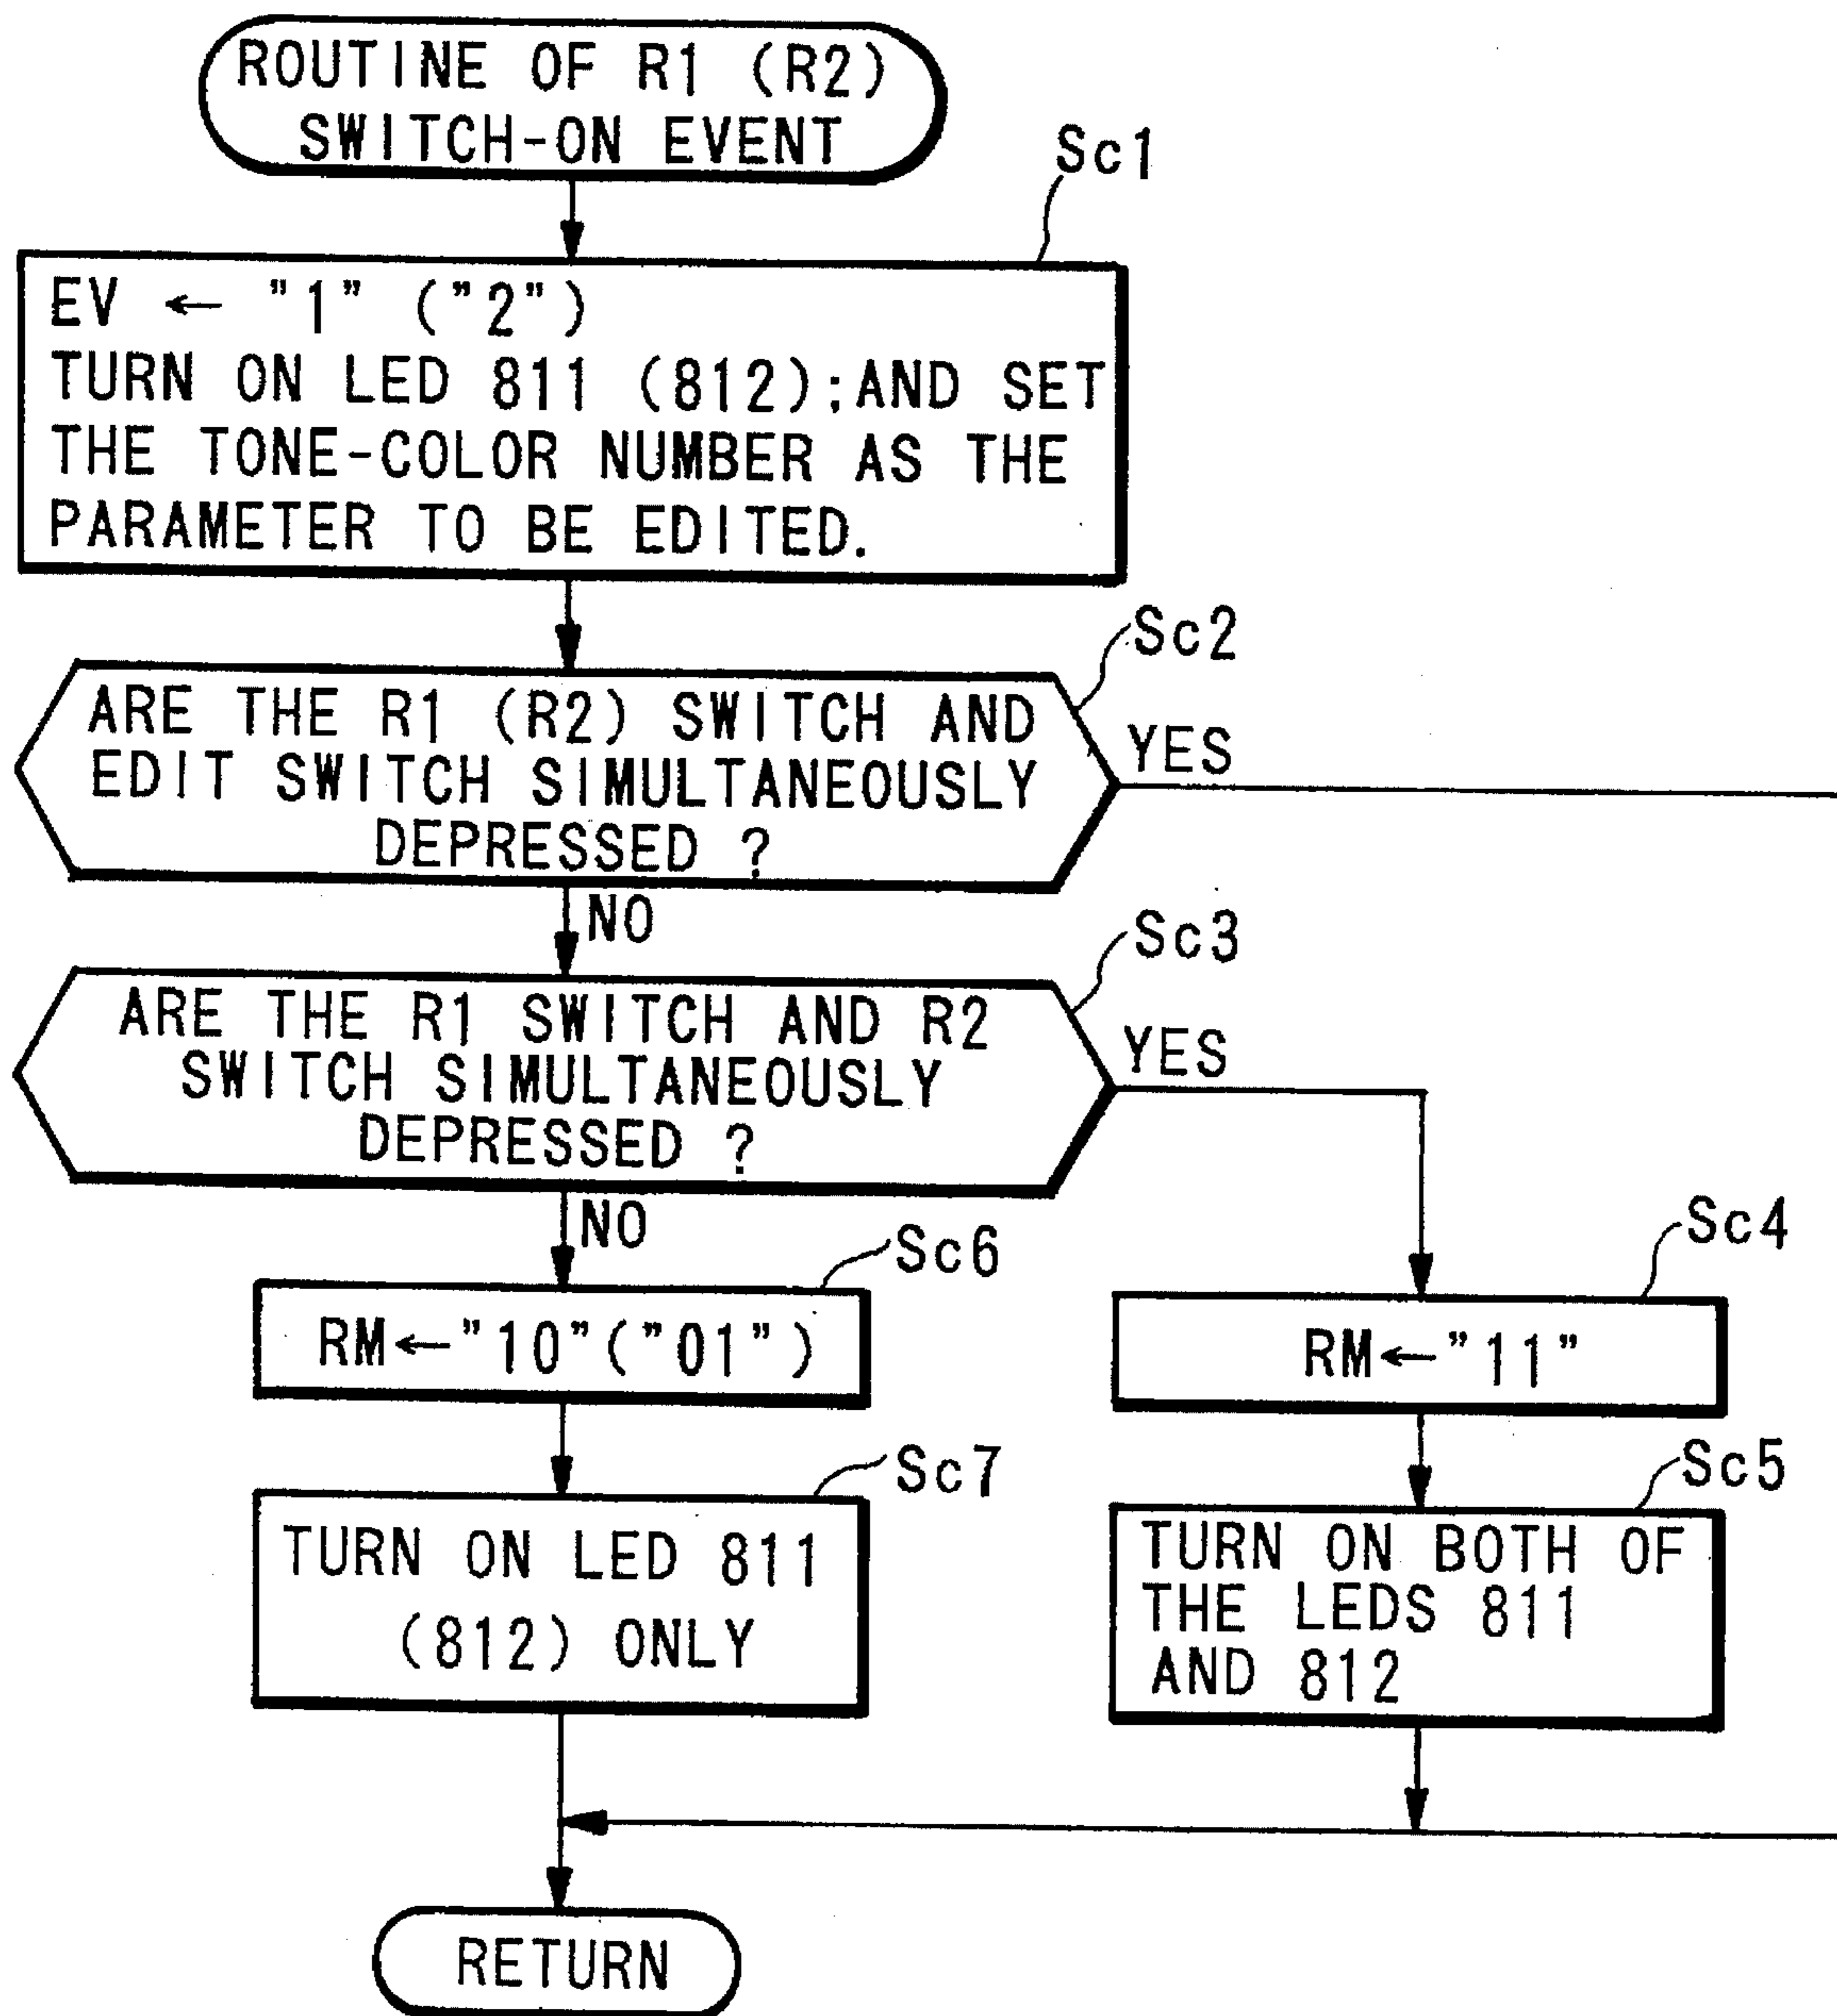 ROUTINE OF R1 (R2)
SWITCH-ON EVENT
Sc1
EV ← "1" ("2")
TURN ON LED 811 (812);AND SET
THE TONE-COLOR NUMBER AS THE
PARAMETER TO BE EDITED.
Sc2
ARE THE R1 (R2) SWITCH AND
EDIT SWITCH SIMULTANEOUSLY
DEPRESSED ?
YES
NO
Sc3
ARE THE R1 SWITCH AND R2
SWITCH SIMULTANEOUSLY
DEPRESSED ?
YES
NO
Sc6
RM←"10"("01")
Sc4
RM←"11"
Sc7
TURN ON LED 811
(812) ONLY
Sc5
TURN ON BOTH OF
THE LEDS 811
AND 812
RETURN